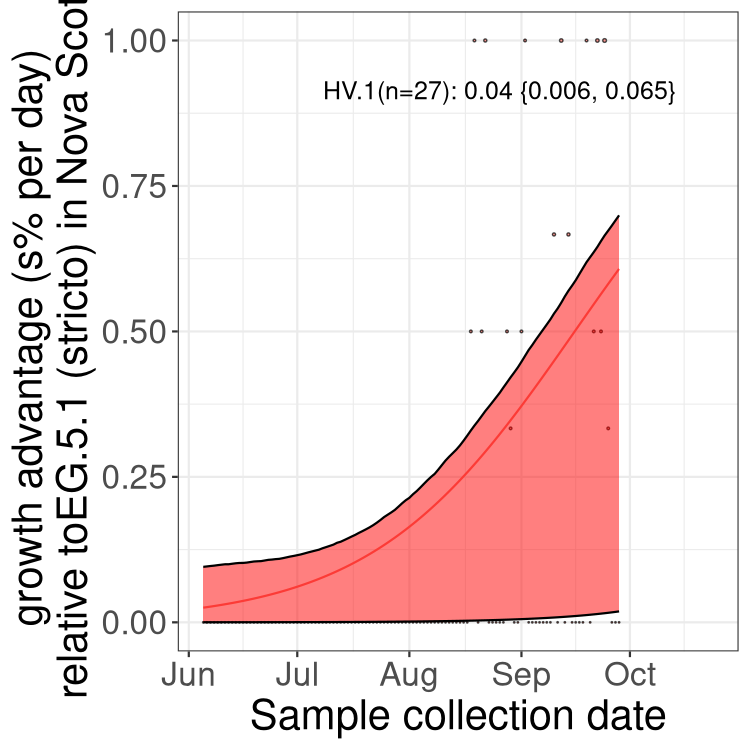 growth advantage (s% per day)
relative toEG.5.1 (stricto) in Nova Scot
1.00
0.75
0.50
0.25
0.00
HV.1(n=27): 0.04 {0.006, 0.065}
Jun Jul Aug Sep Oct
Sample collection date